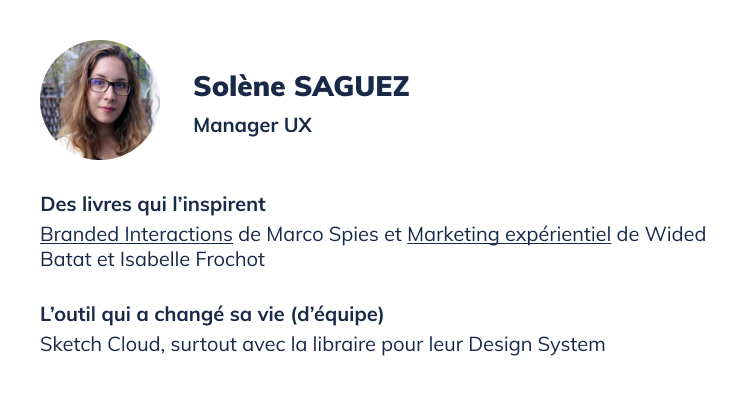 Solène SAGUEZ
Manager UX
Des livres qui l’inspirent
Branded Interactions de Marco Spies et Marketing expérientiel de Wided
Batat et Isabelle Frochot
L’outil qui a changé sa vie (d’équipe)
Sketch Cloud, surtout avec la libraire pour leur Design System